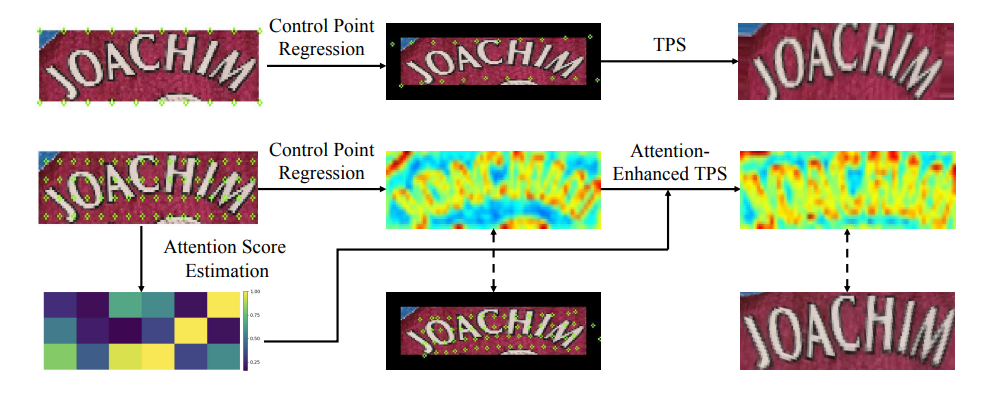 Control Point
Regression
TPS
JOACHIM
JOACHIM
JOACHIM
Control Point
Regression
Attention-
Enhanced TPS
JOACHIM
JOACHIM
JOACHIM
Attention Score
Estimation
1.00
0.75
0.50
0.25
JOACHIM
JOACHIM